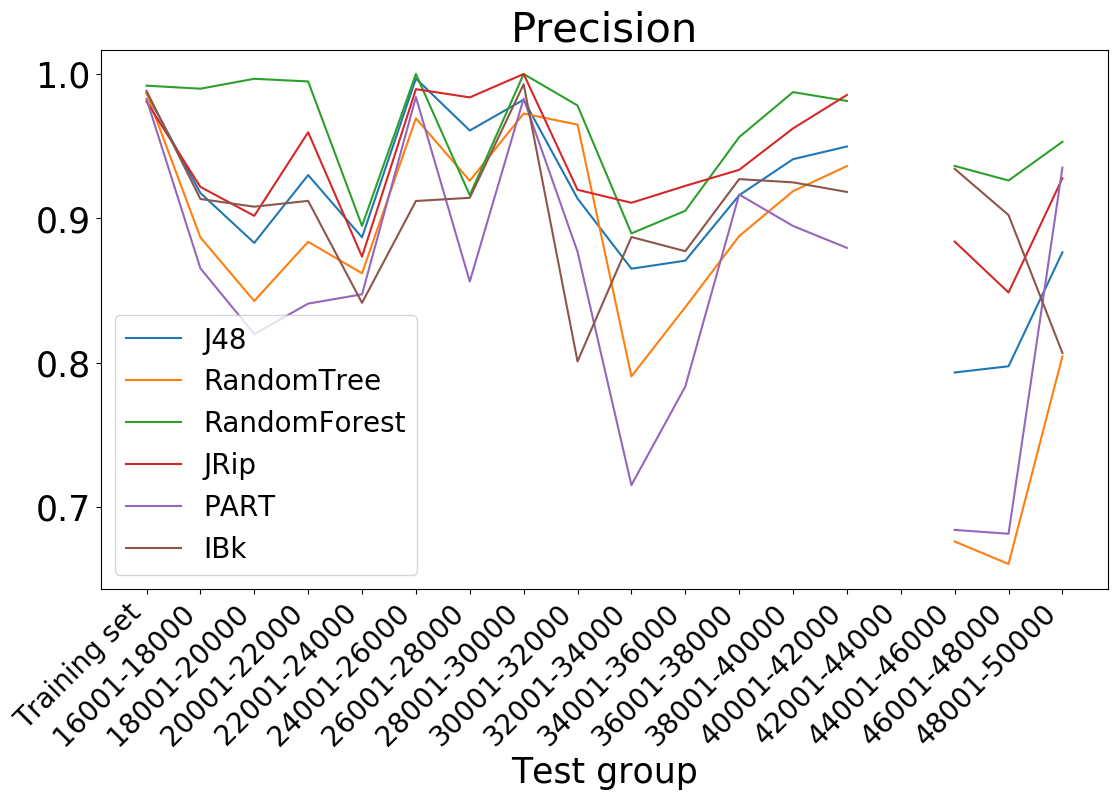 Precision
1.0
0.9
0.8
0.7
J48
RandomTree
RandomForest
JRip
PART
IBk
Training set
16001-18000
18001-20000
20001-22000
22001-24000
24001-26000
26001-28000
28001-30000
30001-32000
32001-34000
34001-36000
36001-38000
38001-40000
40001-42000
42001-44000
44001-46000
46001-48000
48001-50000
Test group